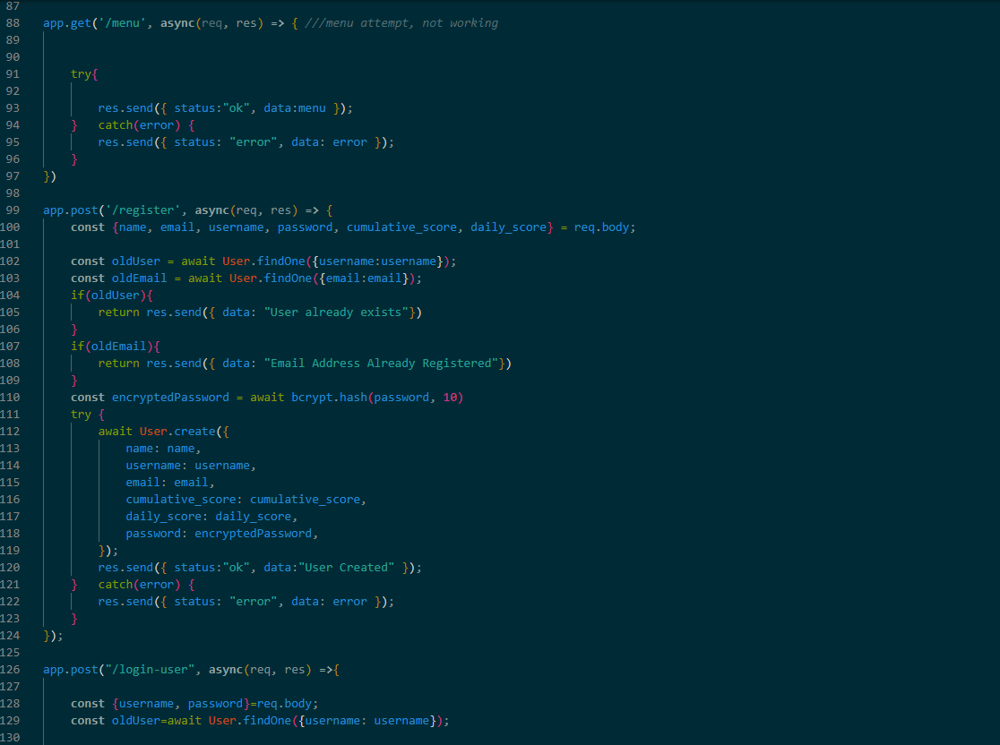 87
88 app.get('/menu', async(req, res) => { ///menu attempt, not working
89
90
91 try{
92
93 res.send({ status:"ok", data:menu });
94 } catch(error) {
95 res.send({ status: "error", data: error });
96 }
97 })
98
99 app.post('/register', async(req, res) => {
100 const {name, email, username, password, cumulative_score, daily_score} = req.body;
101
102 const oldUser = await User.findOne({username:username});
103 const oldEmail = await User.findOne({email:email});
104 if(oldUser){
105 return res.send({ data: "User already exists"})
106 }
107 if(oldEmail){
108 return res.send({ data: "Email Address Already Registered"})
109 }
110 const encryptedPassword = await bcrypt.hash(password, 10)
111 try {
112 await User.create({
113 name: name,
114 username: username,
115 email: email,
116 cumulative_score: cumulative_score,
117 daily_score: daily_score,
118 password: encryptedPassword,
119 });
120 res.send({ status:"ok", data:"User Created" });
121 } catch(error) {
122 res.send({ status: "error", data: error });
123 }
124 });
125
126 app.post("/login-user", async(req, res) =>{
127
128 const {username, password}=req.body;
129 const oldUser=await User.findOne({username: username});
130